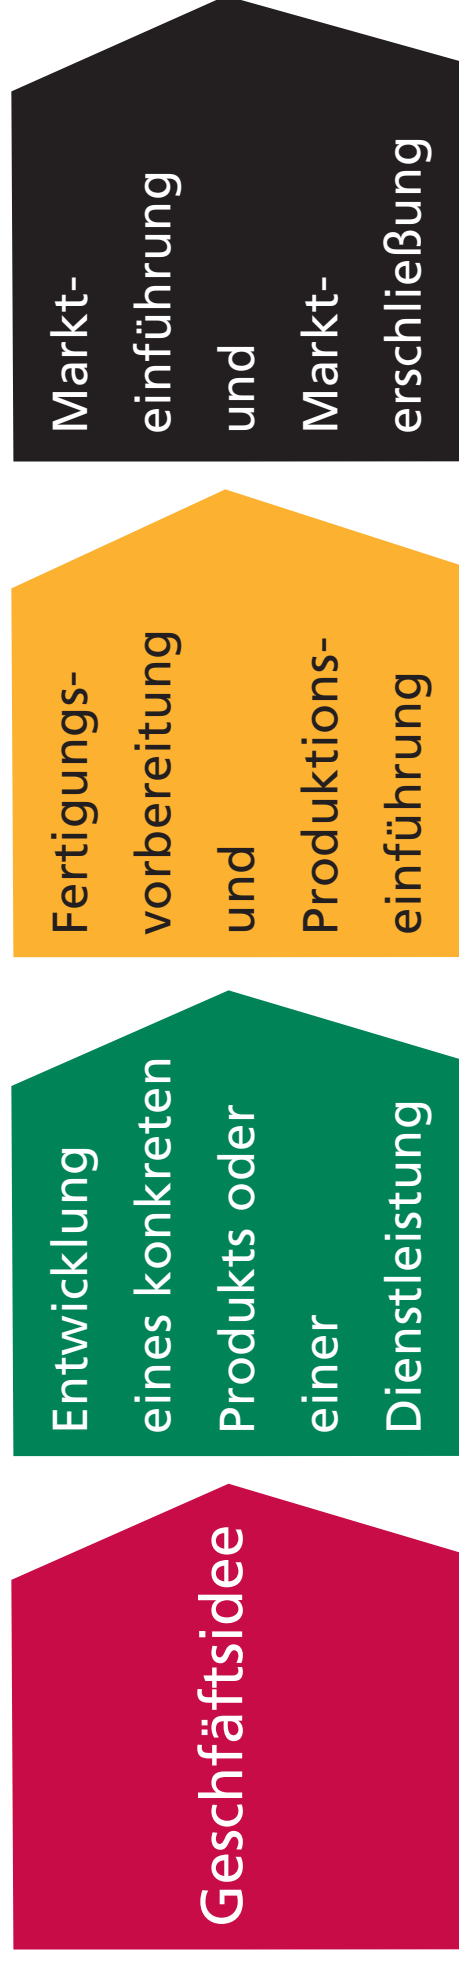 Geschfäftsidee
Entwicklung
eines konkreten
Produkts oder
einer
Dienstleistung
Fertigungs-
vorbereitung
und
Produktions-
einführung
Markt-
einführung
und
Markt-
erschließung